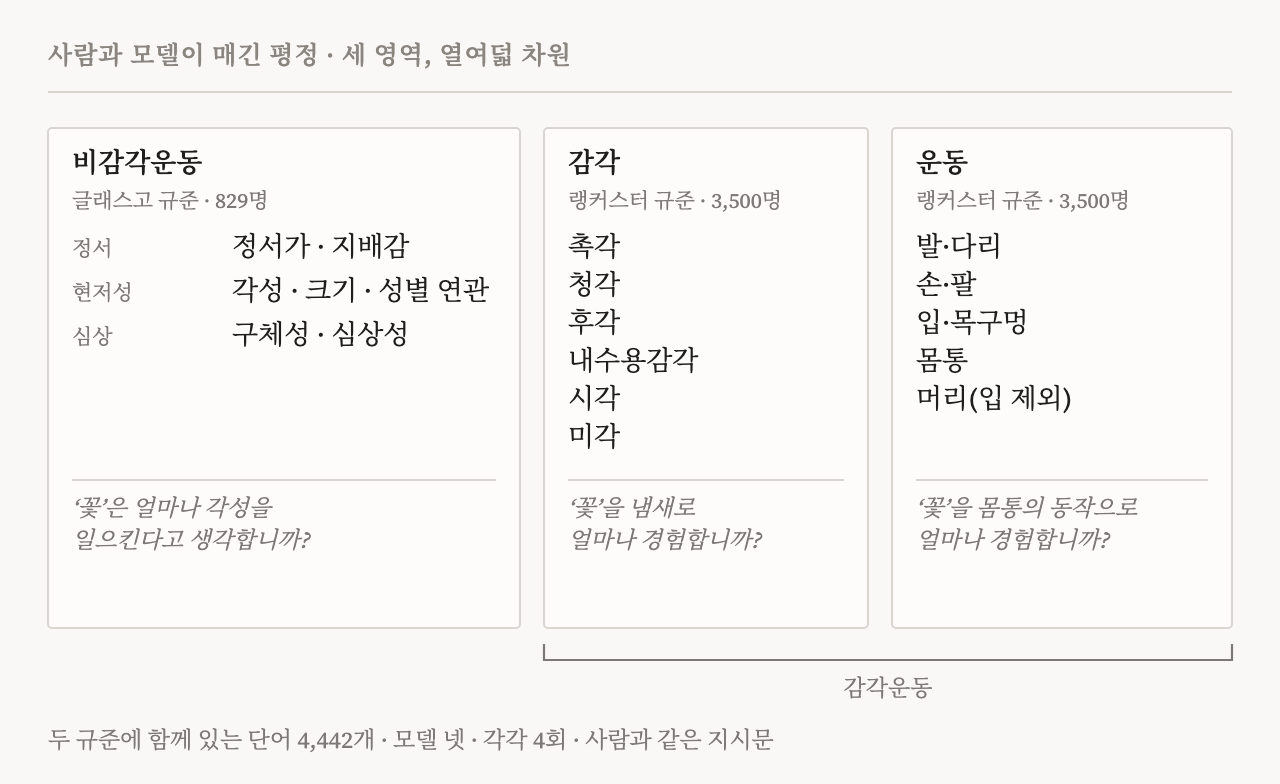 사람과 모델이 매긴 평정 · 세 영역, 열여덟 차원
비감각운동
글래스고 규준 · 829명
정서 정서가 · 지배감
현저성 각성 · 크기 · 성별 연관
심상 구체성 · 심상성
‘꽃’은 얼마나 각성을
일으킨다고 생각합니까?
감각
랭커스터 규준 · 3,500명
촉각
청각
후각
내수용감각
시각
미각
‘꽃’을 냄새로
얼마나 경험합니까?
운동
랭커스터 규준 · 3,500명
발·다리
손·팔
입·목구멍
몸통
머리(입 제외)
‘꽃’을 몸통의 동작으로
얼마나 경험합니까?
감각운동
두 규준에 함께 있는 단어 4,442개 · 모델 넷 · 각각 4회 · 사람과 같은 지시문